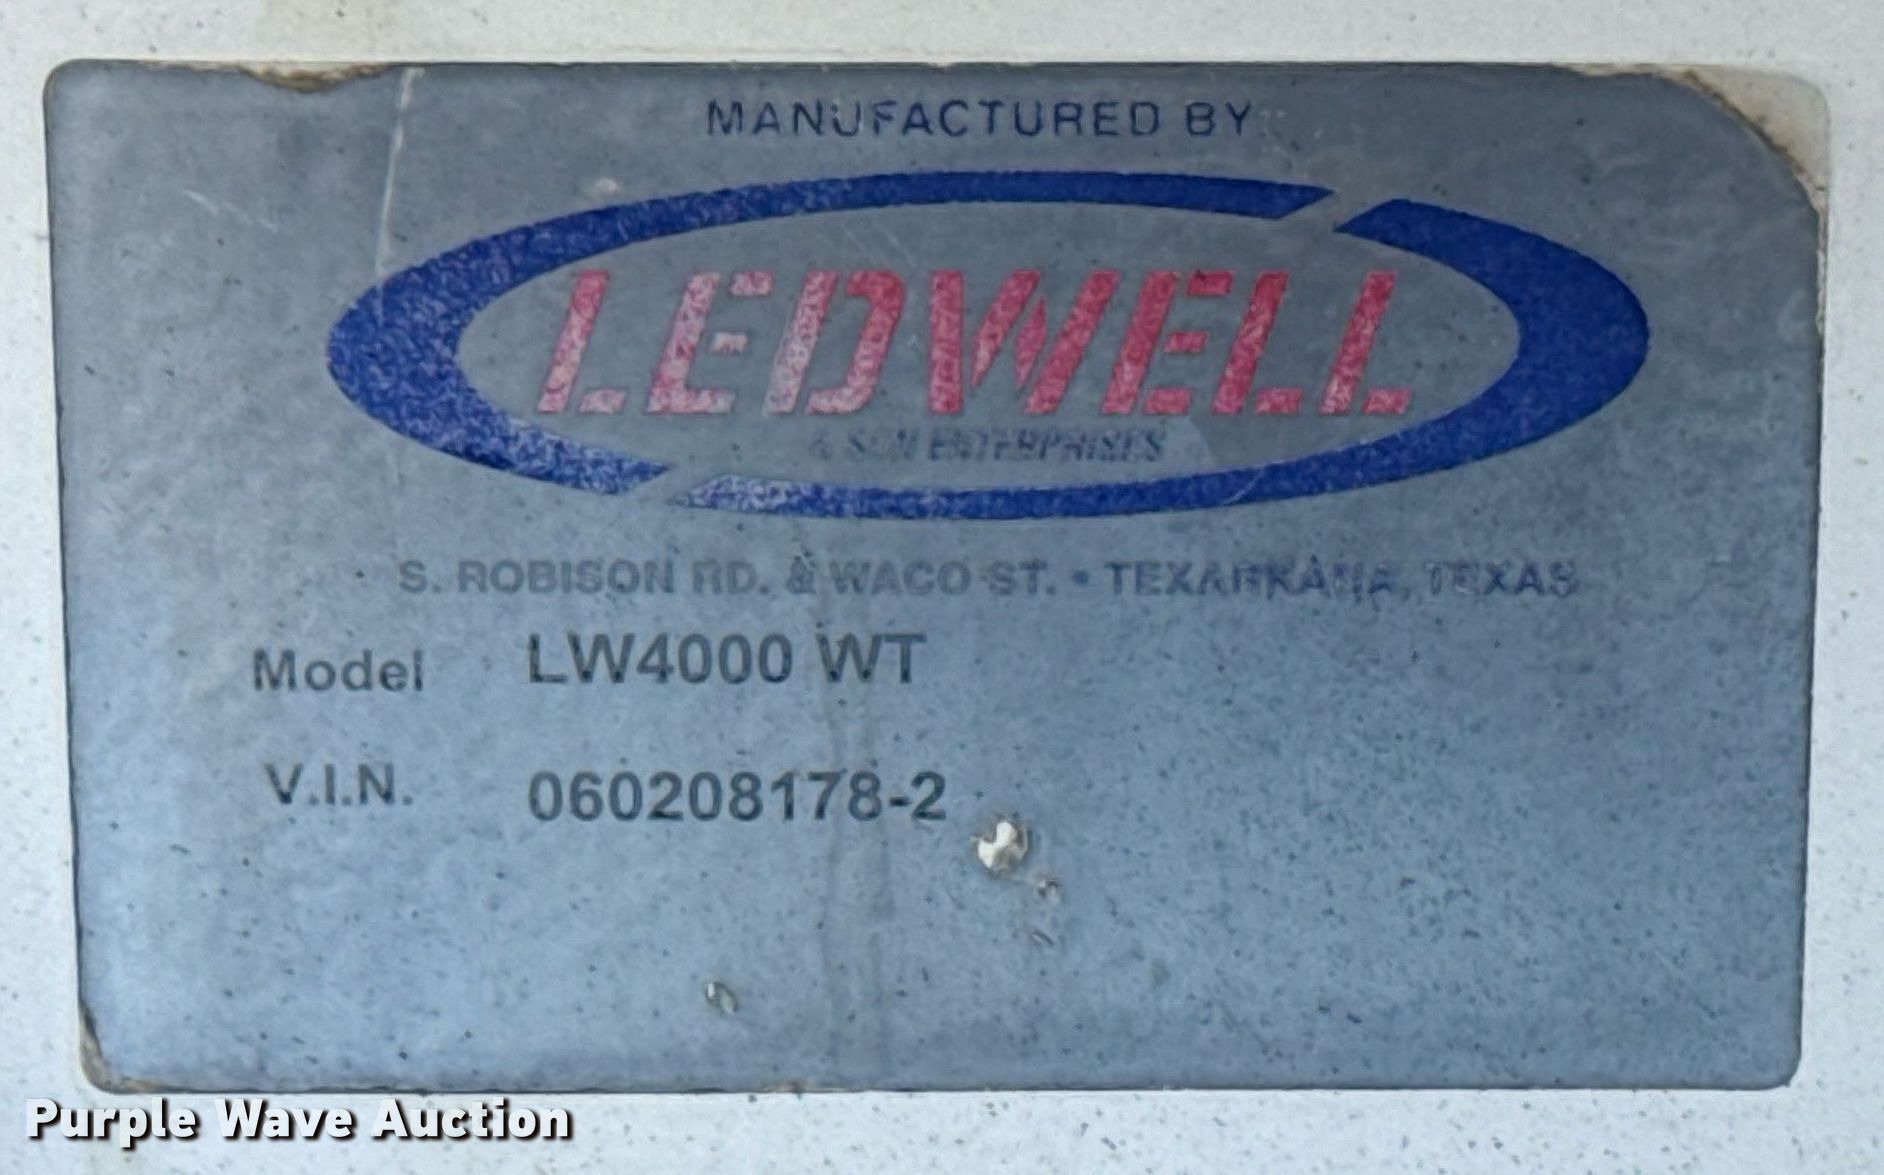 MANUFACTURED BY:
LEDWELL
& SON ENTERPRISES
S. ROBISON RD. & WACO ST. • TEXARKANA, TEXAS
Model LW4000 WT
V.I.N. 060208178-2
Purple Wave Auction